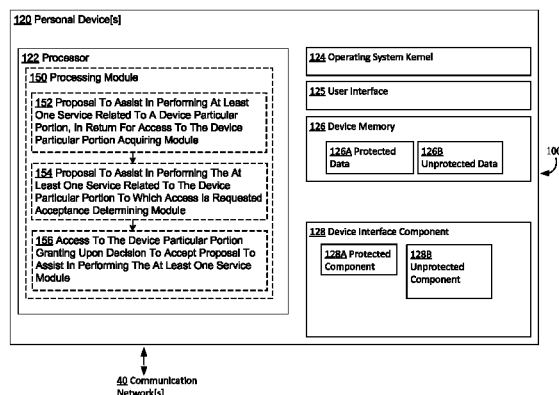 120 Personal Device[s]
122 Processor
150 Processing Module
152 Proposal To Assist In Performing At Least
One Service Related To A Device Particular
Portion, In Return For Access To The Device
Particular Portion Acquiring Module
154 Proposal To Assist In Performing The At
Least One Service Related To The Device
Particular Portion To Which Access Is Requested
Acceptance Determining Module
156 Access To The Device Particular Portion
Granting Upon Decision To Accept Proposal To
Assist In Performing The At Least One Service
Module
124 Operating System Kernel
125 User Interface
126 Device Memory
126A Protected
Data
126B
Unprotected Data
128 Device Interface Component
128A Protected
Component
128B
Unprotected
Component
100
40 Communication
Network[s]